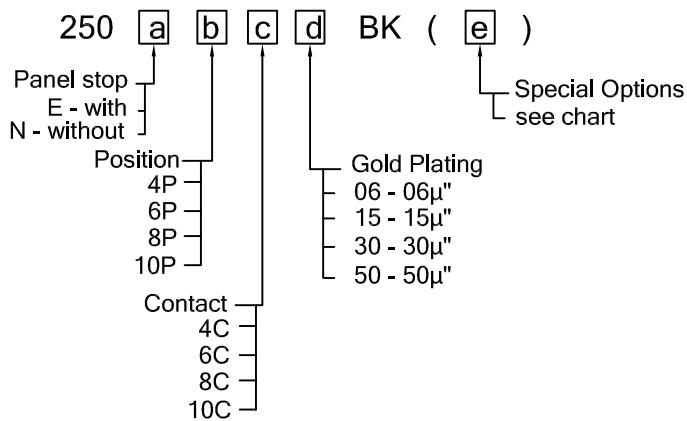 250 a b c d BK ( e )
Panel stop
E - with
N - without
Position
4P
6P
8P
10P
Contact
4C
6C
8C
10C
Gold Plating
06 - 06µ"
15 - 15µ"
30 - 30µ"
50 - 50µ"
Special Options
see chart